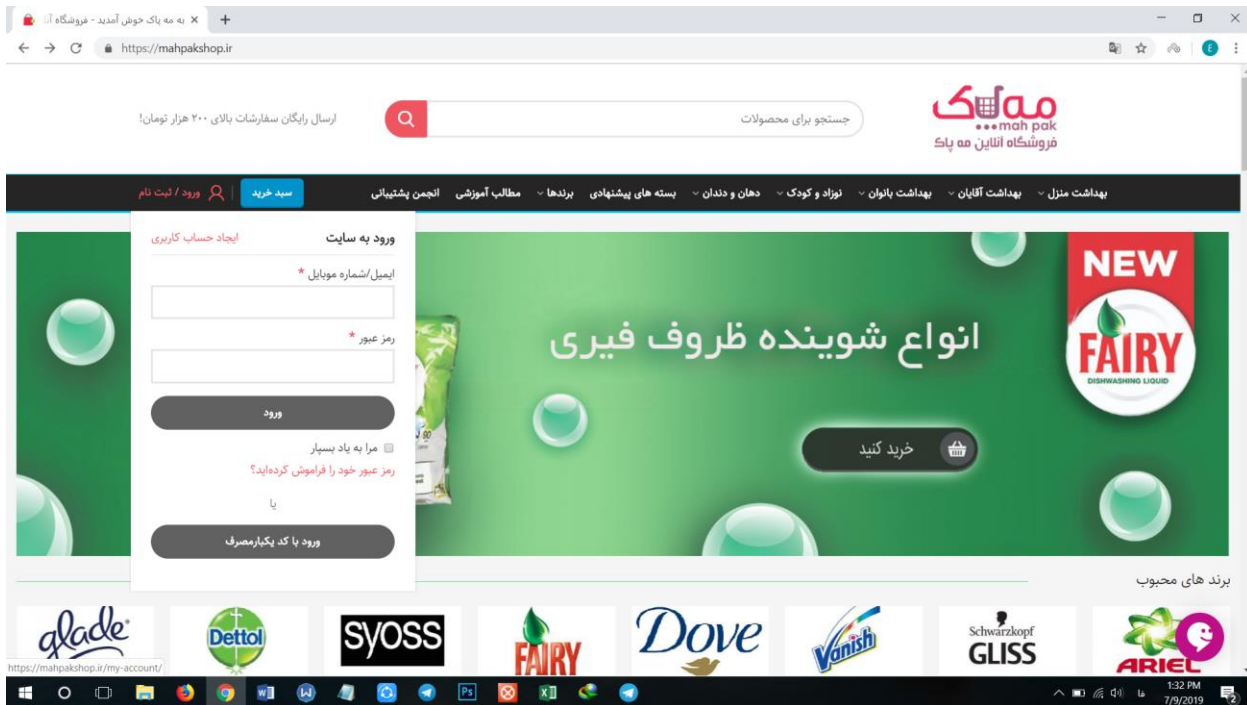 به مه پاک خوش آمدید - فروشگاه آنا
https://mahpakshop.ir
مه پاک
mah pak
فروشگاه آنلاین مه پاک
جستجو برای محصولات
ارسال رایگان سفارشات بالای ۲۰۰ هزار تومان!
بهداشت منزل
بهداشت آقایان
بهداشت بانوان
نوزاد و کودک
دهان و دندان
بسته های پیشنهادی
برندها
مطالب آموزشی
انجمن پشتیبانی
سبد خرید
ورود / ثبت نام
ورود به سایت
ایجاد حساب کاربری
ایمیل/شماره موبایل *
رمز عبور *
ورود
مرا به یاد بسپار
رمز عبور خود را فراموش کرده‌اید؟
یا
ورود با کد یکبارمصرف
NEW
FAIRY
DISHWASHING LIQUID
انواع شوینده ظروف فیری
خرید کنید
برند های محبوب
glade
Dettol
syoss
FAIRY
Dove
Vanish
Schwarzkopf
GLISS
ARIEL
https://mahpakshop.ir/my-account/
فا
1:32 PM
7/9/2019